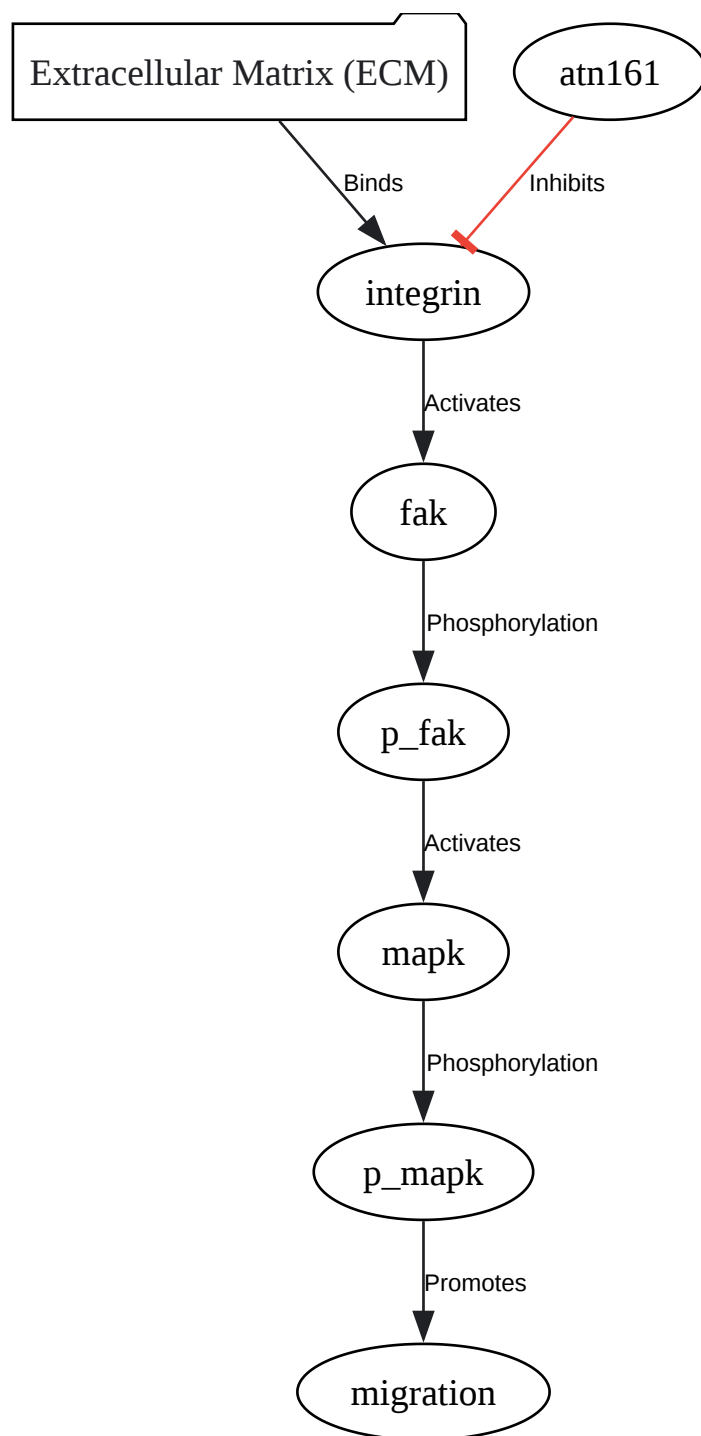 Extracellular Matrix (ECM)
atn161
Binds
Inhibits
integrin
Activates
fak
Phosphorylation
p_fak
Activates
mapk
Phosphorylation
p_mapk
Promotes
migration